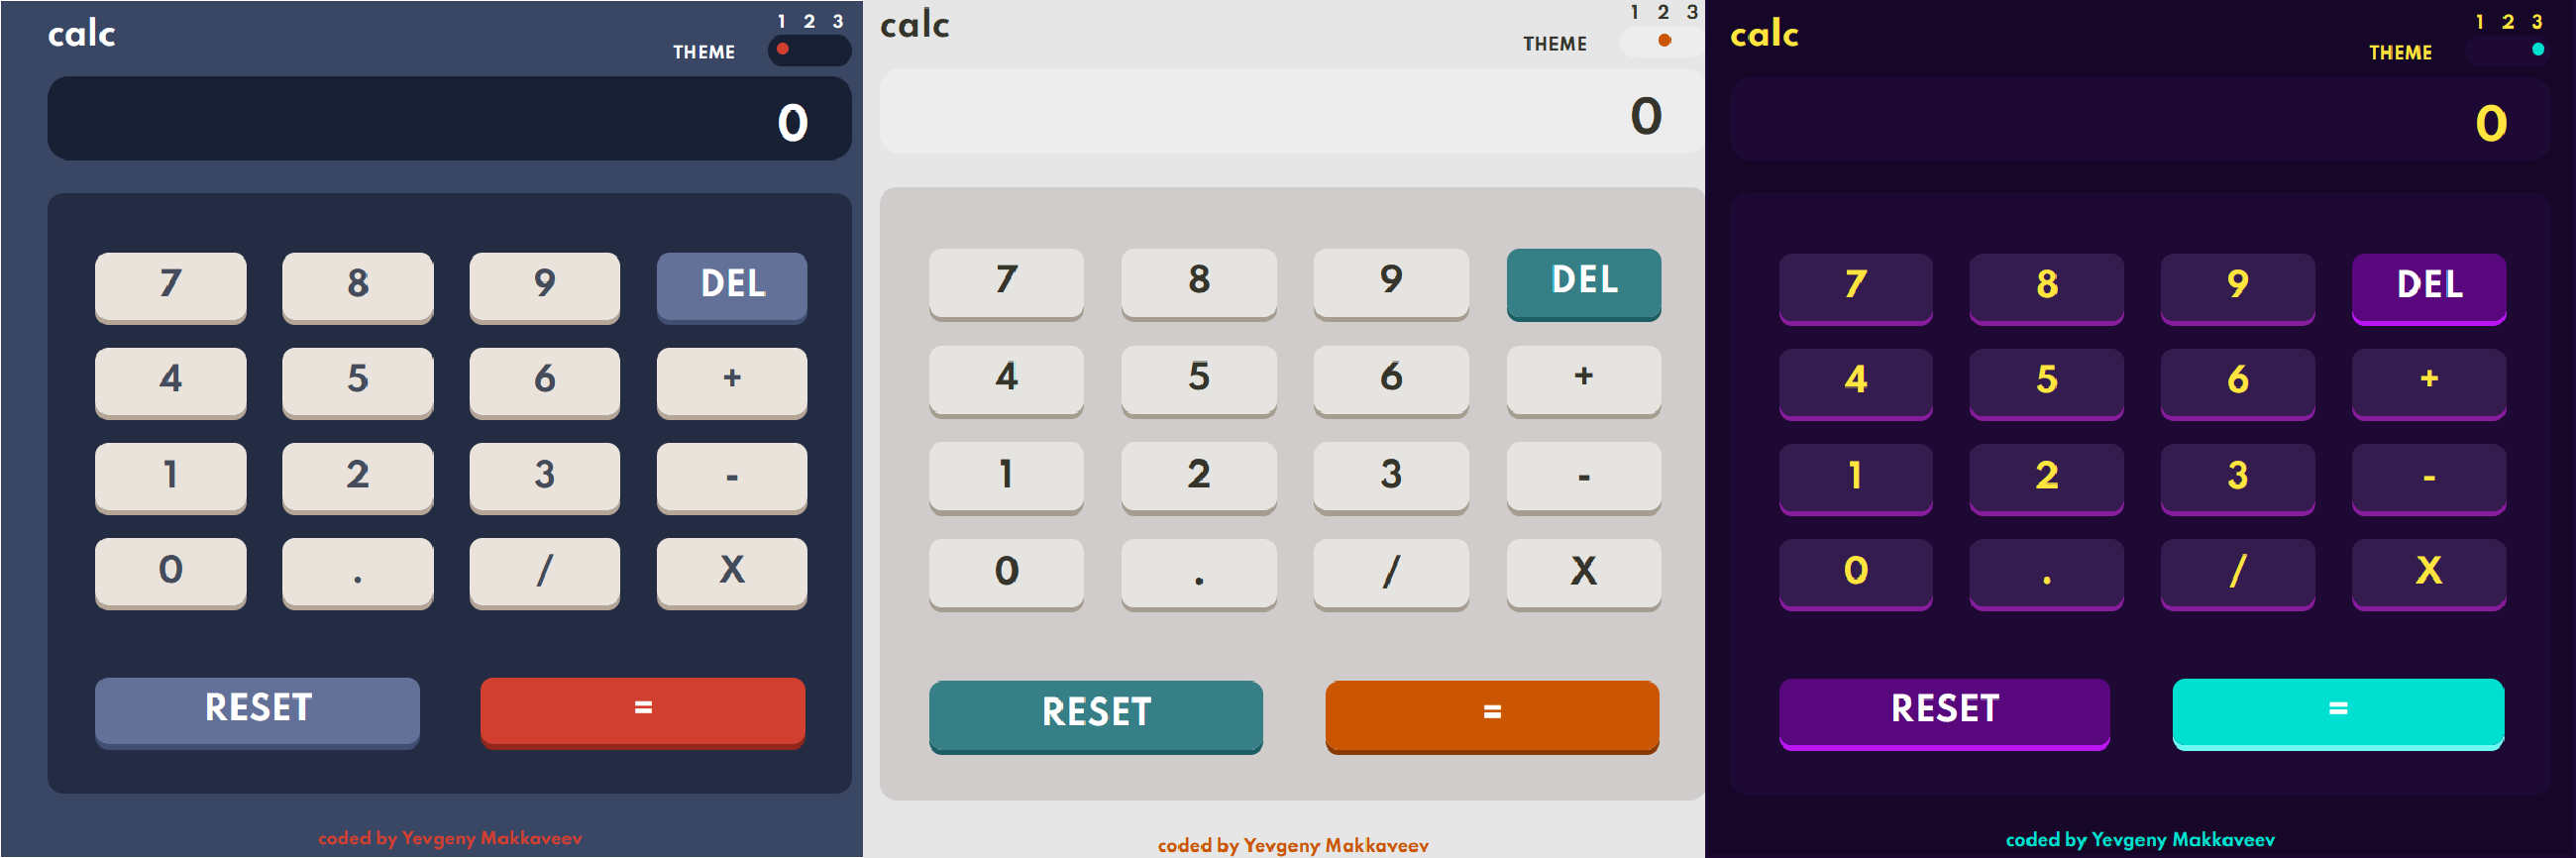 1 2 3
calc
THEME
0
7 8 9 DEL
4 5 6 +
1 2 3 -
0 . / X
RESET =
coded by Yevgeny Makkaveev
1 2 3
calc
THEME
0
7 8 9 DEL
4 5 6 +
1 2 3 -
0 . / X
RESET =
coded by Yevgeny Makkaveev
1 2 3
calc
THEME
0
7 8 9 DEL
4 5 6 +
1 2 3 -
0 . / X
RESET =
coded by Yevgeny Makkaveev